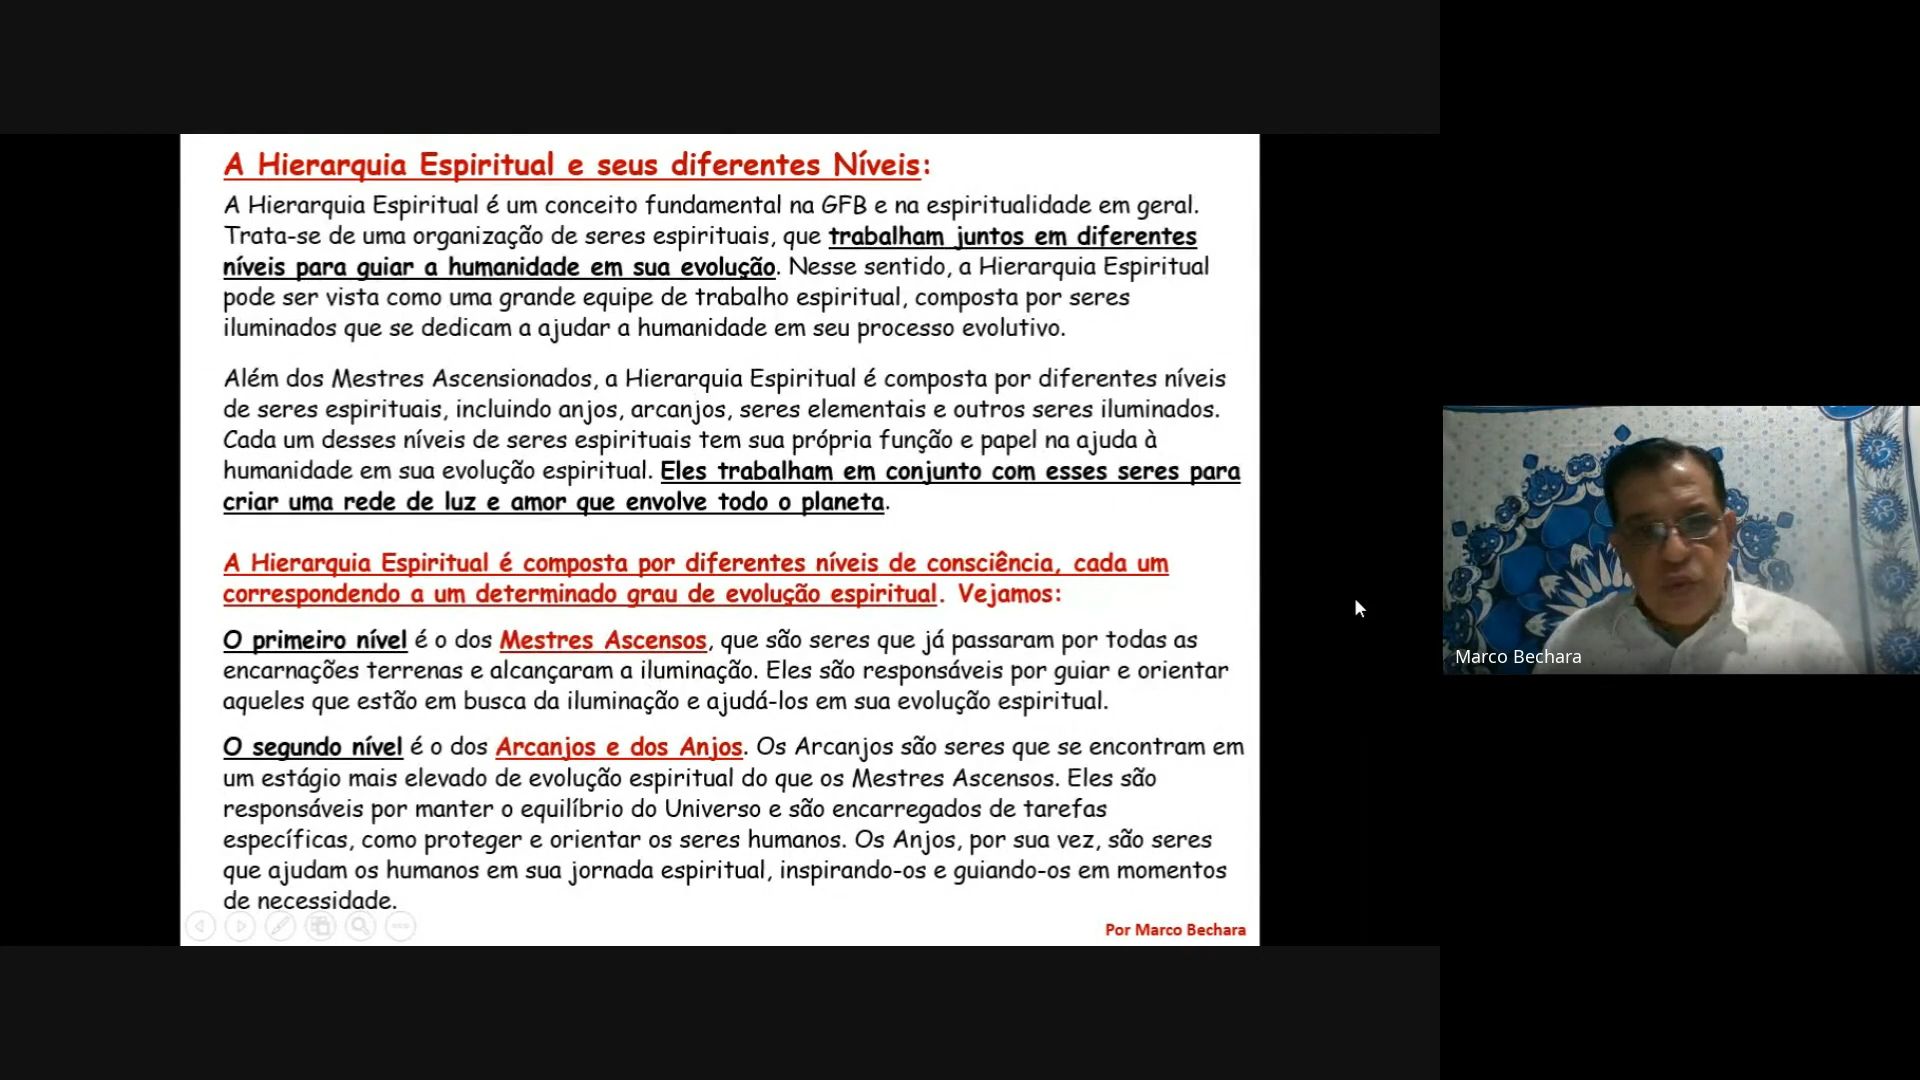 A Hierarquia Espiritual e seus diferentes Níveis:
A Hierarquia Espiritual é um conceito fundamental na GFB e na espiritualidade em geral.
Trata-se de uma organização de seres espirituais, que trabalham juntos em diferentes
níveis para guiar a humanidade em sua evolução. Nesse sentido, a Hierarquia Espiritual
pode ser vista como uma grande equipe de trabalho espiritual, composta por seres
iluminados que se dedicam a ajudar a humanidade em seu processo evolutivo.
Além dos Mestres Ascensionados, a Hierarquia Espiritual é composta por diferentes níveis
de seres espirituais, incluindo anjos, arcanjos, seres elementais e outros seres iluminados.
Cada um desses níveis de seres espirituais tem sua própria função e papel na ajuda à
humanidade em sua evolução espiritual. Eles trabalham em conjunto com esses seres para
criar uma rede de luz e amor que envolve todo o planeta.
A Hierarquia Espiritual é composta por diferentes níveis de consciência, cada um
correspondendo a um determinado grau de evolução espiritual. Vejamos:
O primeiro nível é o dos Mestres Ascensos, que são seres que já passaram por todas as
encarnações terrenas e alcançaram a iluminação. Eles são responsáveis por guiar e orientar
aqueles que estão em busca da iluminação e ajudá-los em sua evolução espiritual.
O segundo nível é o dos Arcanjos e dos Anjos. Os Arcanjos são seres que se encontram em
um estágio mais elevado de evolução espiritual do que os Mestres Ascensos. Eles são
responsáveis por manter o equilíbrio do Universo e são encarregados de tarefas
específicas, como proteger e orientar os seres humanos. Os Anjos, por sua vez, são seres
que ajudam os humanos em sua jornada espiritual, inspirando-os e guiando-os em momentos
de necessidade.
Por Marco Bechara
Marco Bechara